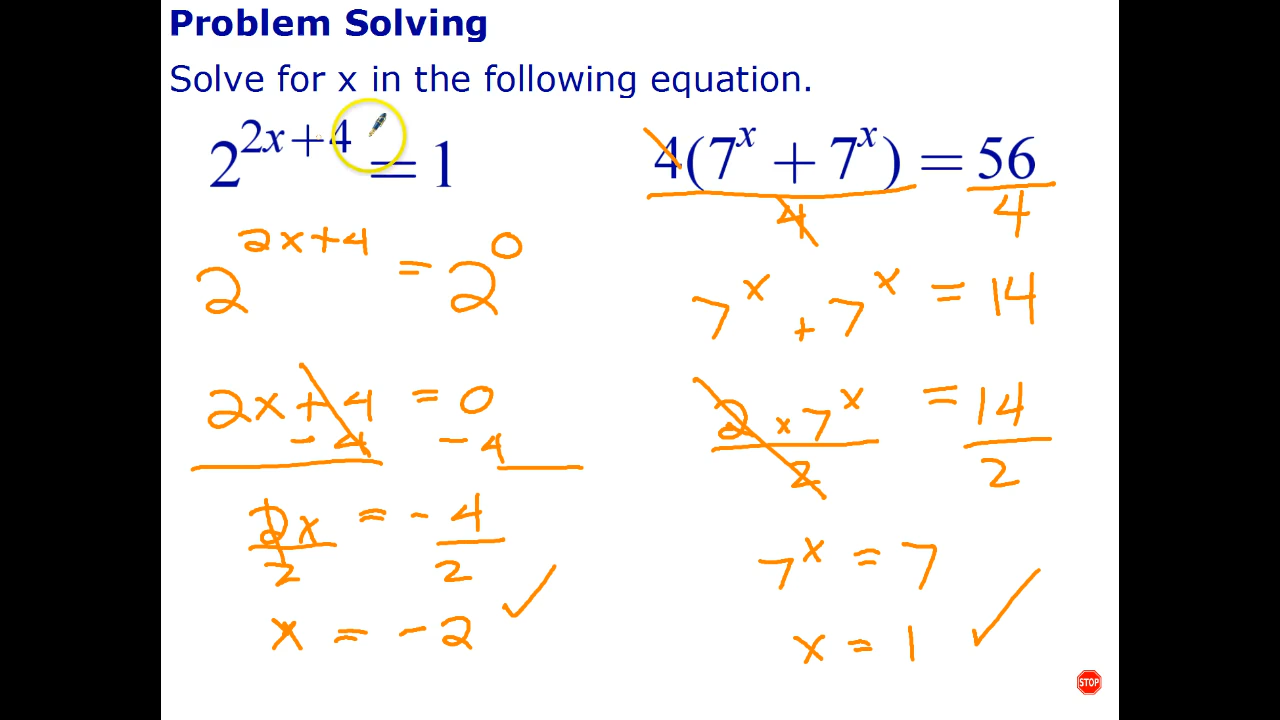 Problem Solving
Solve for x in the following equation.
2^{2x+4} = 1
2^{2x+4} = 2^0
2x + 4 = 0
- 4 - 4
2x = - 4
2 2
x = - 2 ✓
4(7^x + 7^x) = 56
4 4
7^x + 7^x = 14
2 × 7^x = 14
2 2
7^x = 7
x = 1 ✓
STOP